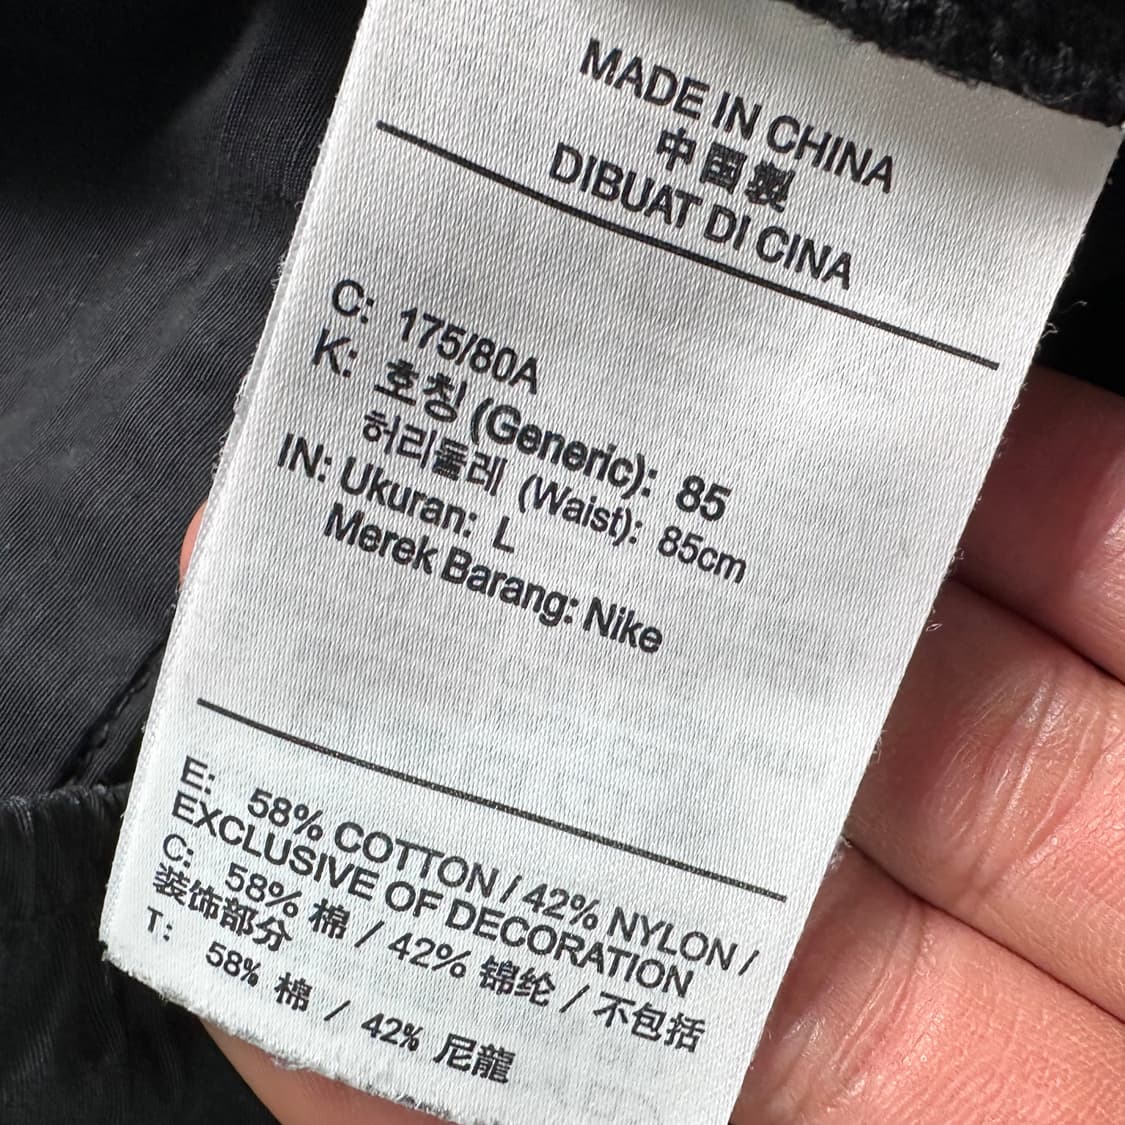 MADE IN CHINA
中国製
DIBUAT DI CINA
C: 175/80A
K: 호칭 (Generic): 85
허리둘레 (Waist): 85cm
IN: Ukuran: L
Merek Barang: Nike
E: 58% COTTON / 42% NYLON /
EXCLUSIVE OF DECORATION
C: 58% 棉 / 42% 锦纶 / 不包括
装饰部分
T: 58% 棉 / 42% 尼龍